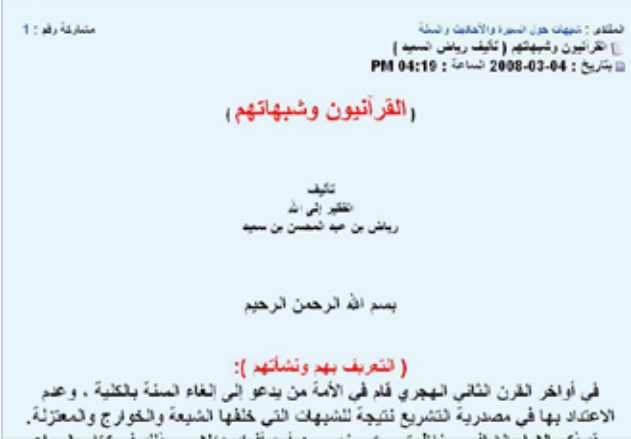 المنتدى : شبهات حول السيرة والأحاديث والسنة
مشاركة رقم : 1
القرآنيون وشبهاتهم ( تأليف رياض السعيد )
بتاريخ : 04-03-2008 الساعة : 04:19 PM
( القرآنيون وشبهاتهم )
تأليف
الفقير إلى الله
رياض بن عبد المحسن بن سعيد
بسم الله الرحمن الرحيم
( التعريف بهم ونشأتهم ):
في أواخر القرن الثاني الهجري قام في الأمة من يدعو إلى إلغاء السنة بالكلية ، وعدم
الاعتداد بها في مصدرية التشريع نتيجة للشبهات التي خلفها الشيعة والخوارج والمعتزلة.